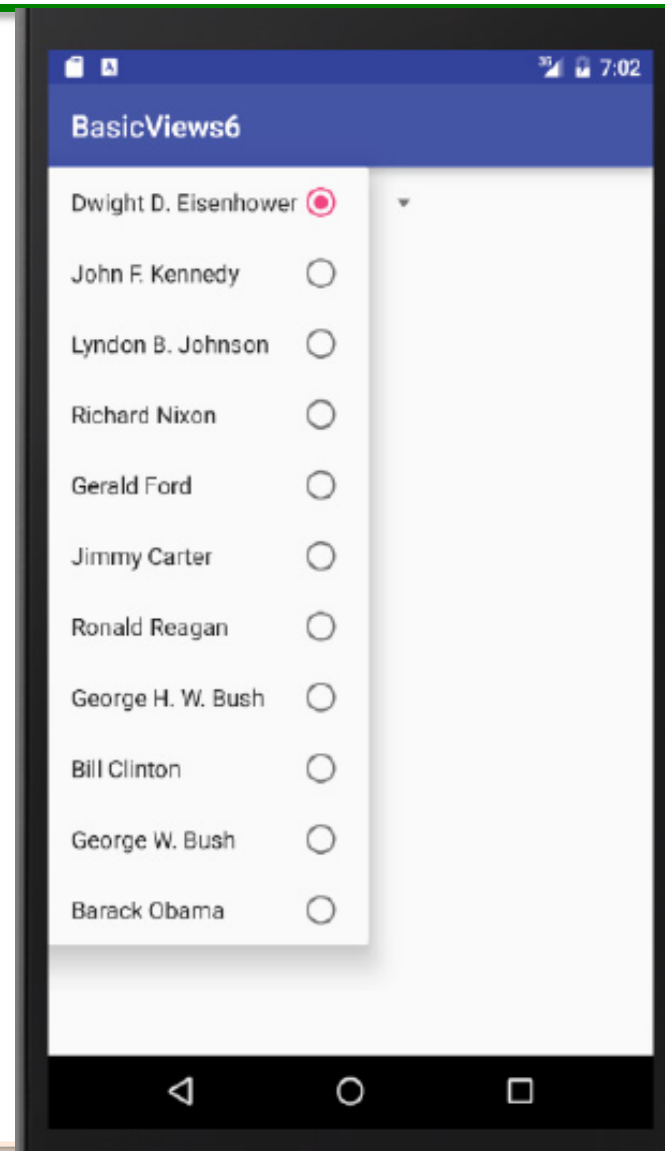 3G 7:02
BasicViews6
Dwight D. Eisenhower
John F. Kennedy
Lyndon B. Johnson
Richard Nixon
Gerald Ford
Jimmy Carter
Ronald Reagan
George H. W. Bush
Bill Clinton
George W. Bush
Barack Obama